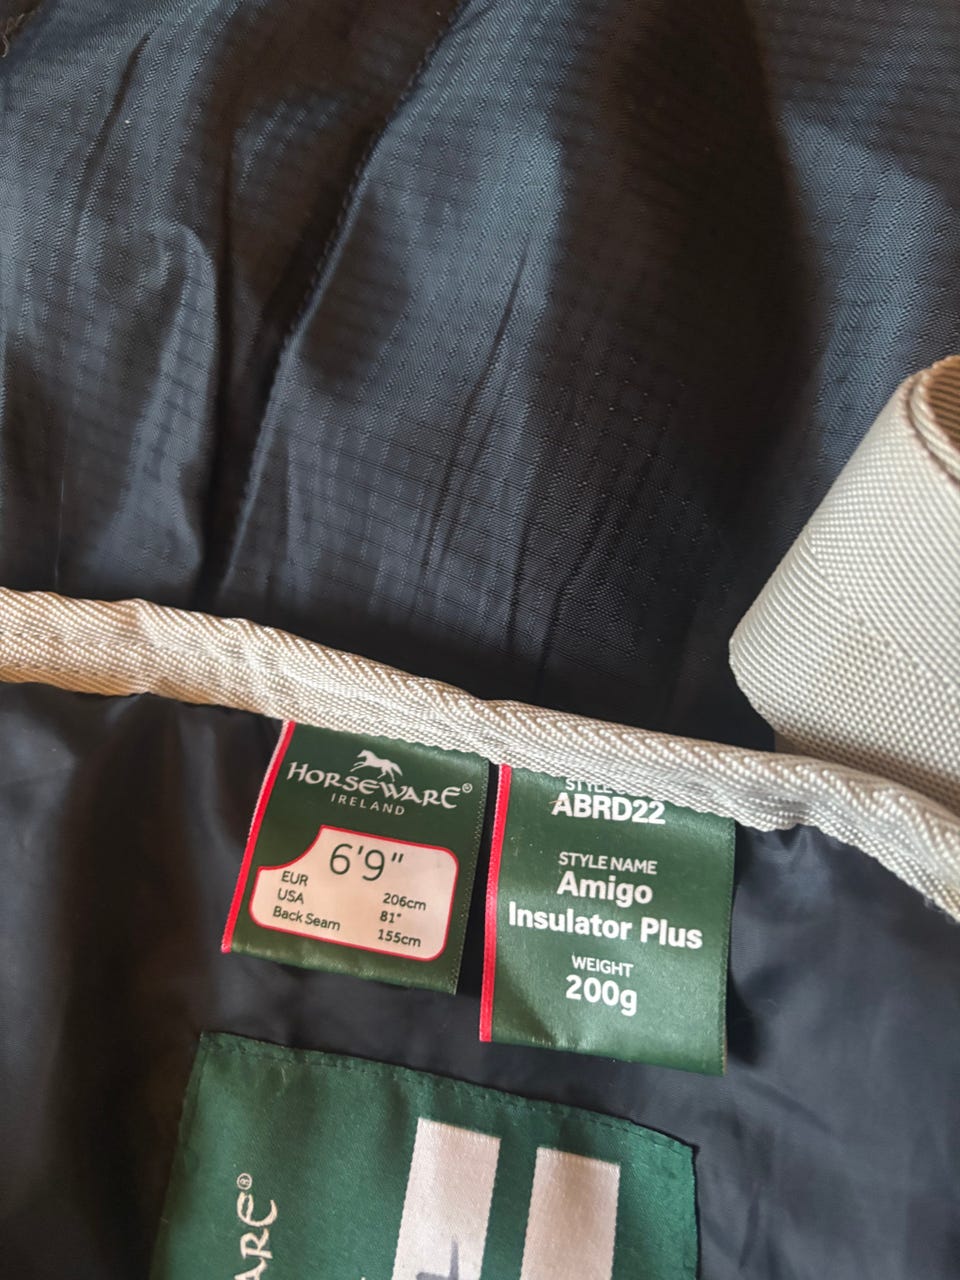 HORSEWARE®
IRELAND
6'9"
EUR 206cm
USA 81"
Back Seam 155cm
ABRD22
STYLE NAME
Amigo
Insulator Plus
WEIGHT
200g